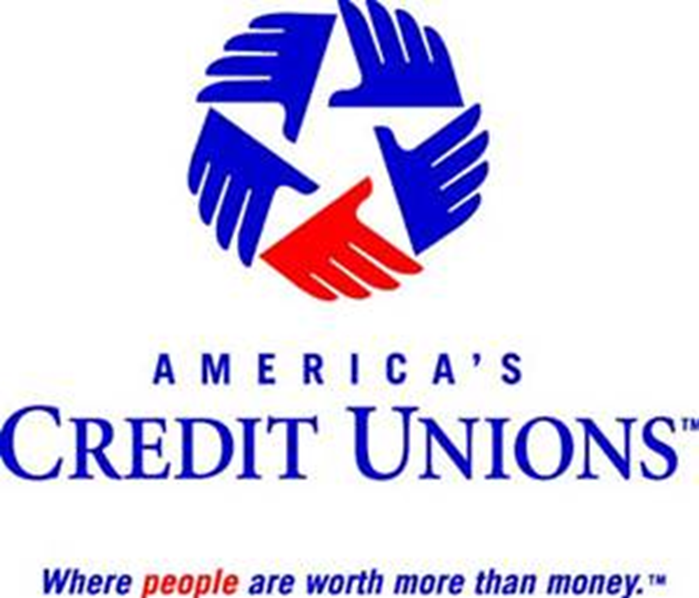 AMERICA'S
CREDIT UNIONS™
Where people are worth more than money.™